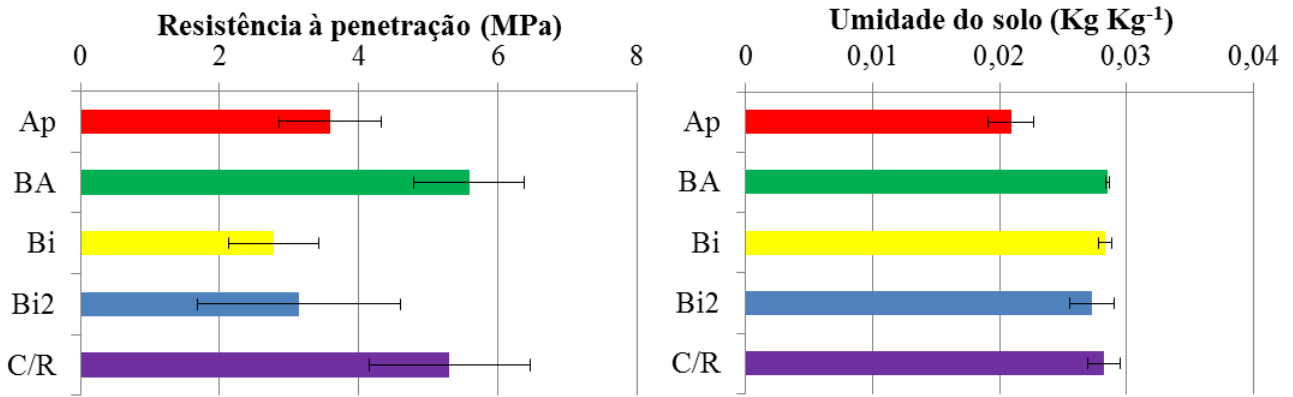 Resistência à penetração (MPa)
0 2 4 6 8
Ap
BA
Bi
Bi2
C/R
Umidade do solo (Kg Kg⁻¹)
0 0,01 0,02 0,03 0,04
Ap
BA
Bi
Bi2
C/R